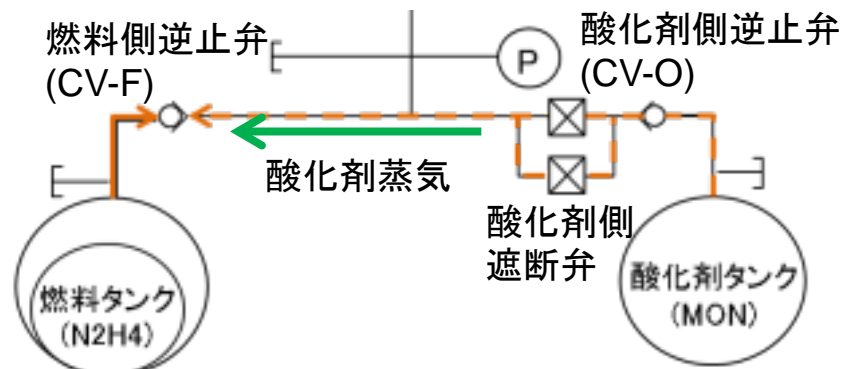 燃料側逆止弁
(CV-F)
P
酸化剤側逆止弁
(CV-O)
酸化剤蒸気
酸化剤側
遮断弁
燃料タンク
(N2H4)
酸化剤タンク
(MON)